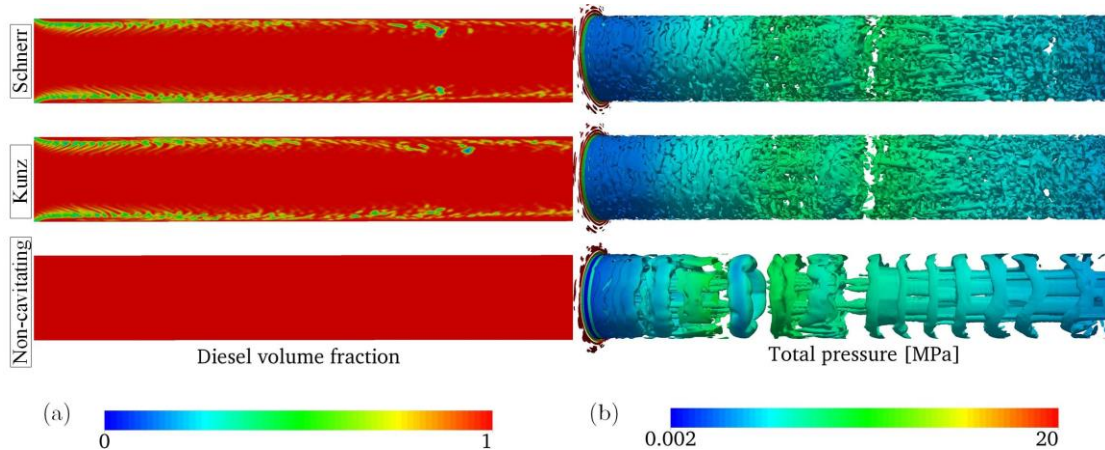 Schnerr
Kunz
Non-cavitating
Diesel volume fraction
Total pressure [MPa]
(a)
0
1
(b)
0.002
20